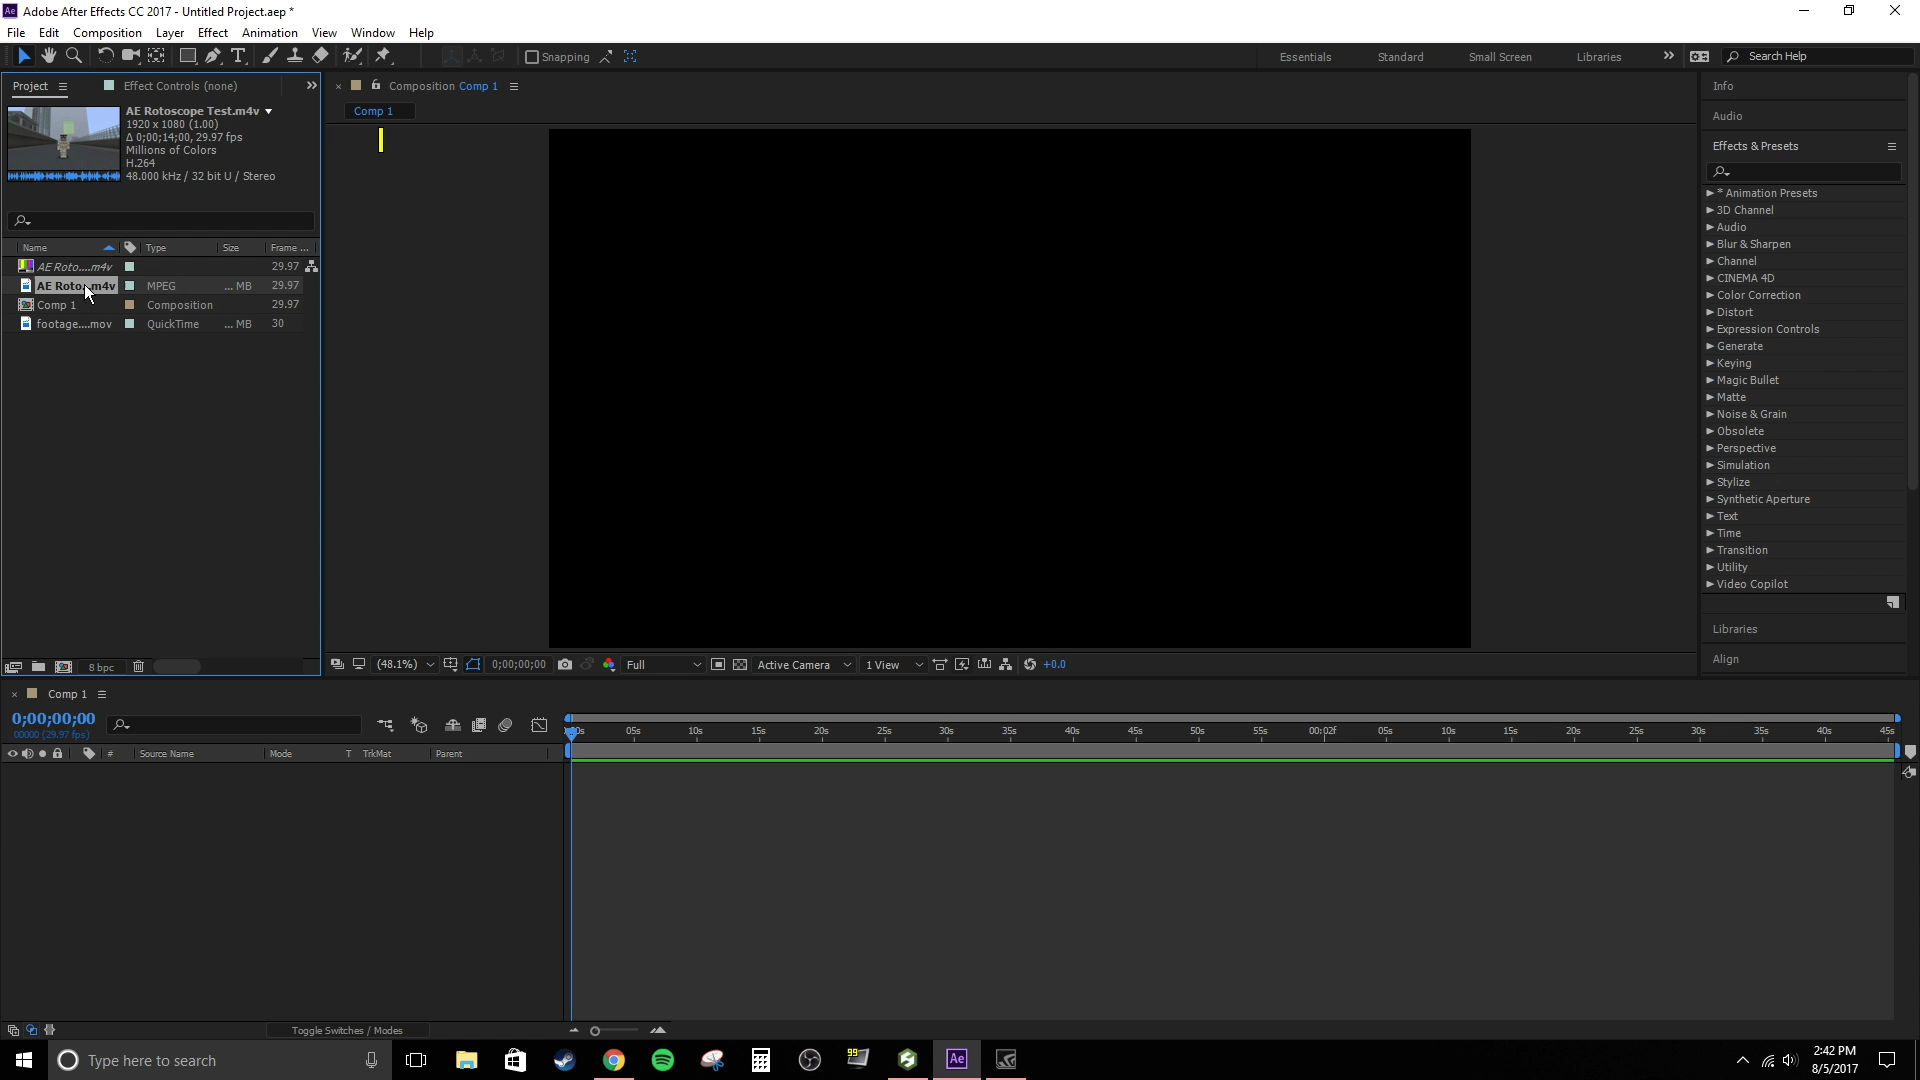 Ae Adobe After Effects CC 2017 - Untitled Project.aep *
File Edit Composition Layer Effect Animation View Window Help
Snapping Essentials Standard Small Screen Libraries Search Help
Project Effect Controls (none)
AE Rotoscope Test.m4v
1920 x 1080 (1.00)
Δ 0;00;14;00, 29.97 fps
Millions of Colors
H.264
48.000 kHz / 32 bit U / Stereo
Name Type Size Frame ...
AE Roto....m4v 29.97
AE Roto...m4v MPEG ... MB 29.97
Comp 1 Composition 29.97
footage....mov QuickTime ... MB 30
8 bpc
Composition Comp 1
Comp 1
(48.1%) 0;00;00;00 Full Active Camera 1 View +0.0
Info
Audio
Effects & Presets
* Animation Presets
3D Channel
Audio
Blur & Sharpen
Channel
CINEMA 4D
Color Correction
Distort
Expression Controls
Generate
Keying
Magic Bullet
Matte
Noise & Grain
Obsolete
Perspective
Simulation
Stylize
Synthetic Aperture
Text
Time
Transition
Utility
Video Copilot
Libraries
Align
Comp 1
0;00;00;00
00000 (29.97 fps)
05s 10s 15s 20s 25s 30s 35s 40s 45s 50s 55s 00:02f 05s 10s 15s 20s 25s 30s 35s 40s 45s
# Source Name Mode T TrkMat Parent
Toggle Switches / Modes
Type here to search
99
Ae
2:42 PM
8/5/2017